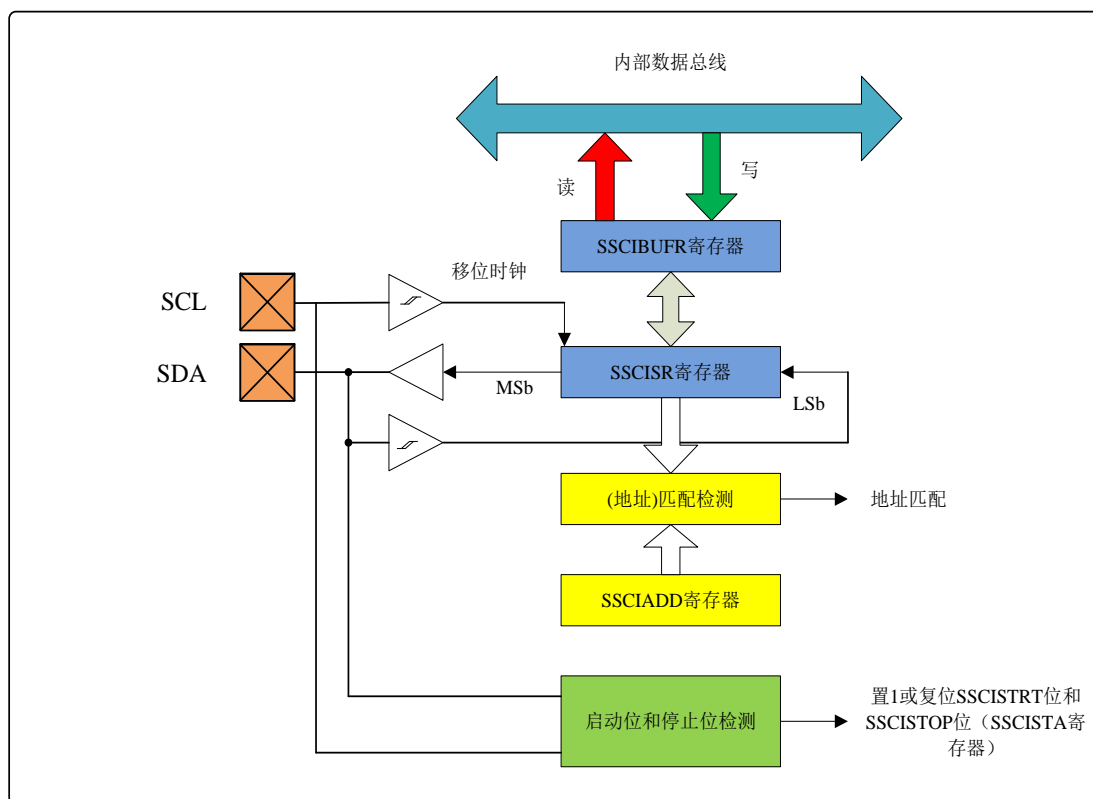 内部数据总线
读
写
SSCIBUFR寄存器
移位时钟
SCL
SDA
SSCISR寄存器
MSb
LSb
(地址)匹配检测
地址匹配
SSCIADD寄存器
启动位和停止位检测
置1或复位SSCISTRT位和
SSCISTOP位（SSCISTA寄
存器）